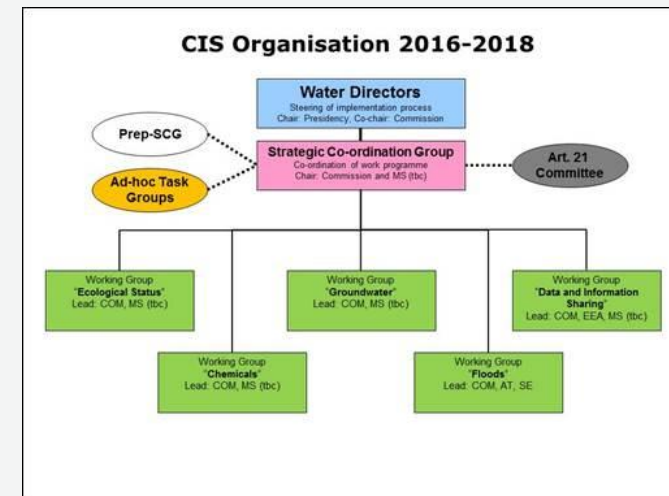 CIS Organisation 2016-2018
Water Directors
Steering of implementation process
Chair: Presidency, Co-chair: Commission
Prep-SCG
Strategic Co-ordination Group
Co-ordination of work programme
Chair: Commission and MS (tbc)
Art. 21
Committee
Ad-hoc Task
Groups
Working Group
"Ecological Status"
Lead: COM, MS (tbc)
Working Group
"Groundwater"
Lead: COM, MS (tbc)
Working Group
"Data and Information
Sharing"
Lead: COM, EEA, MS (tbc)
Working Group
"Chemicals"
Lead: COM, MS (tbc)
Working Group
"Floods"
Lead: COM, AT, SE